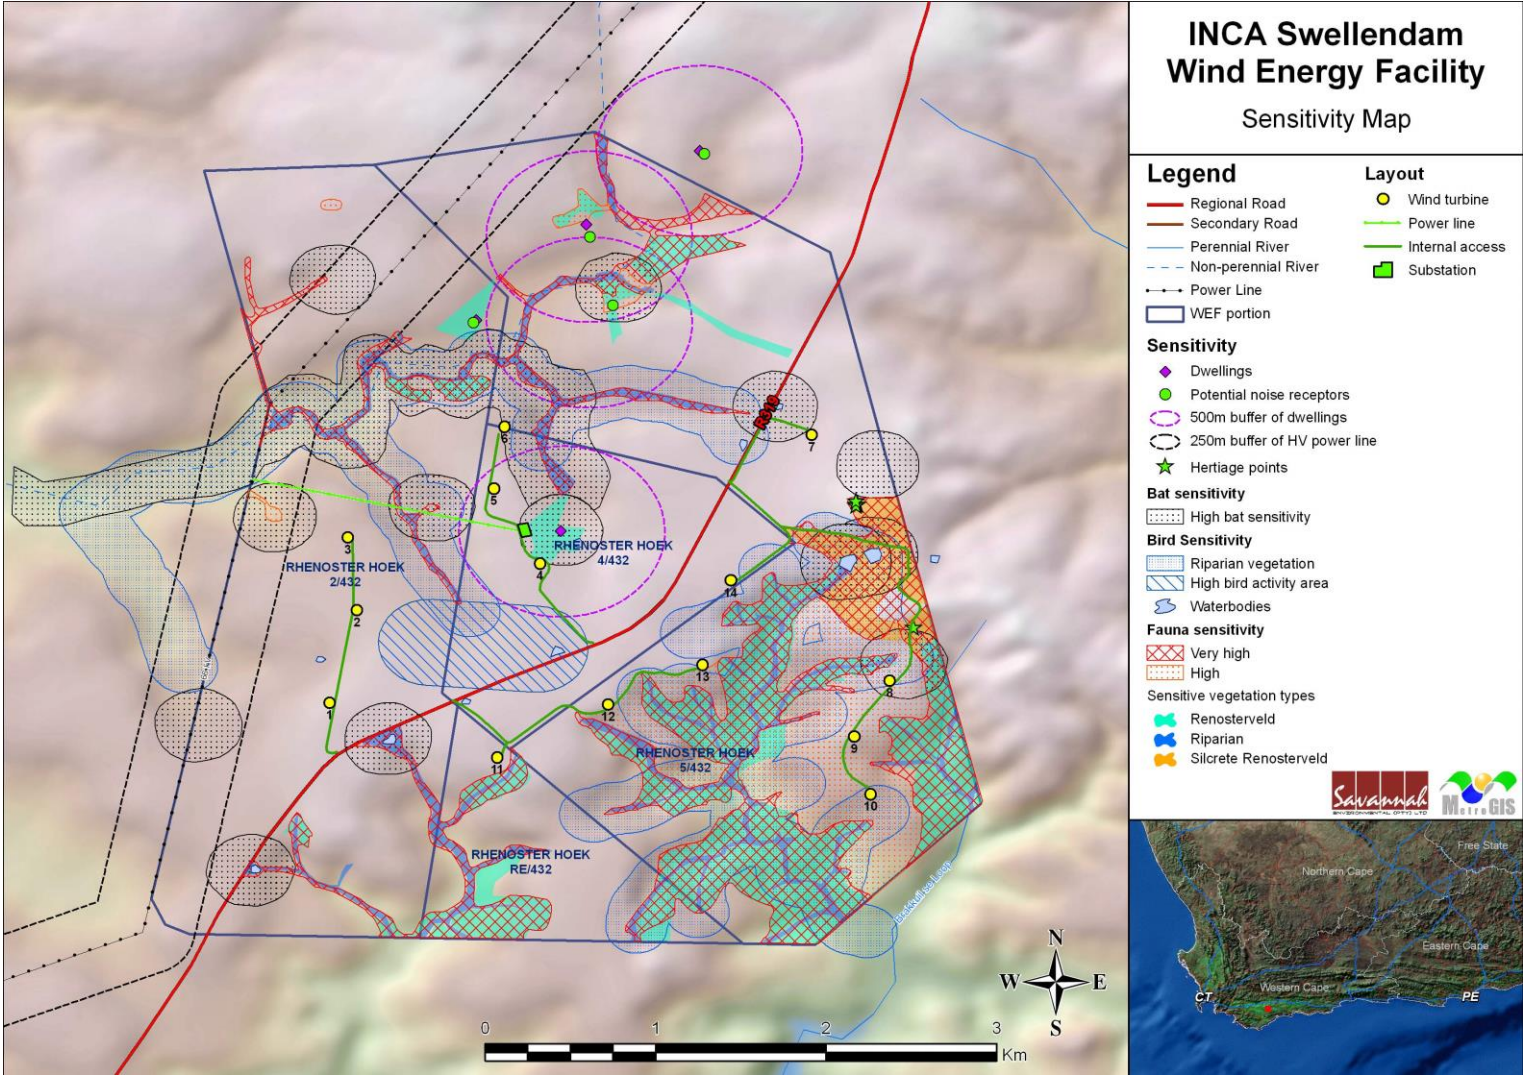 INCA Swellendam
Wind Energy Facility
Sensitivity Map
Legend
Regional Road
Secondary Road
Perennial River
Non-perennial River
Power Line
WEF portion
Layout
Wind turbine
Power line
Internal access
Substation
Sensitivity
Dwellings
Potential noise receptors
500m buffer of dwellings
250m buffer of HV power line
Hertiage points
Bat sensitivity
High bat sensitivity
Bird Sensitivity
Riparian vegetation
High bird activity area
Waterbodies
Fauna sensitivity
Very high
High
Sensitive vegetation types
Renosterveld
Riparian
Silcrete Renosterveld
Savannah
ENVIRONMENTAL (PTY) LTD
MetroGIS
R319
6
7
5
3
RHENOSTER HOEK
4/432
RHENOSTER HOEK
2/432
4
14
2
13
8
1
12
9
RHENOSTER HOEK
5/432
11
10
RHENOSTER HOEK
RE/432
N
W E
S
0 1 2 3
Km
Free State
Northern Cape
Eastern Cape
Western Cape
CT
PE